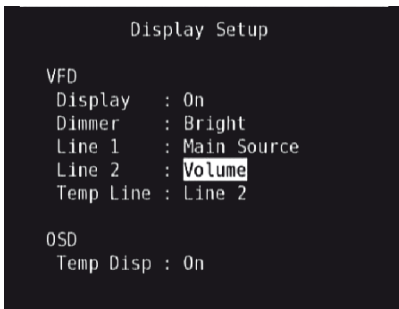 Display Setup
VFD
Display : On
Dimmer : Bright
Line 1 : Main Source
Line 2 : Volume
Temp Line : Line 2
OSD
Temp Disp : On